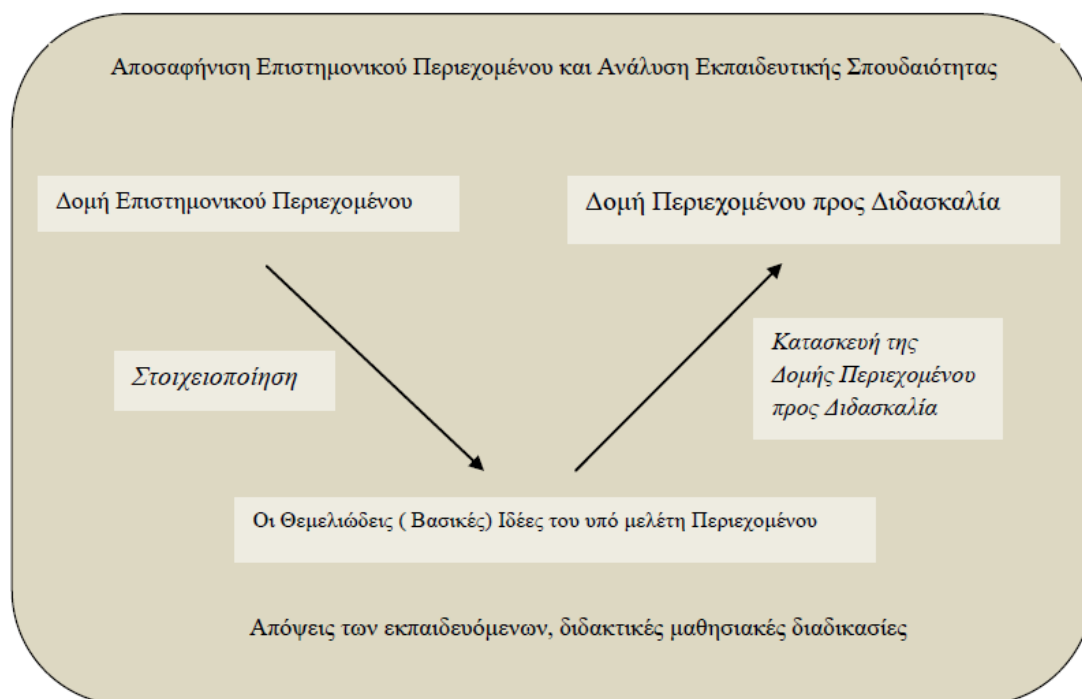 Αποσαφήνιση Επιστημονικού Περιεχομένου και Ανάλυση Εκπαιδευτικής Σπουδαιότητας
Δομή Επιστημονικού Περιεχομένου
Δομή Περιεχομένου προς Διδασκαλία
Στοιχειοποίηση
Κατασκευή της
Δομής Περιεχομένου
προς Διδασκαλία
Οι Θεμελιώδεις ( Βασικές) Ιδέες του υπό μελέτη Περιεχομένου
Απόψεις των εκπαιδευόμενων, διδακτικές μαθησιακές διαδικασίες